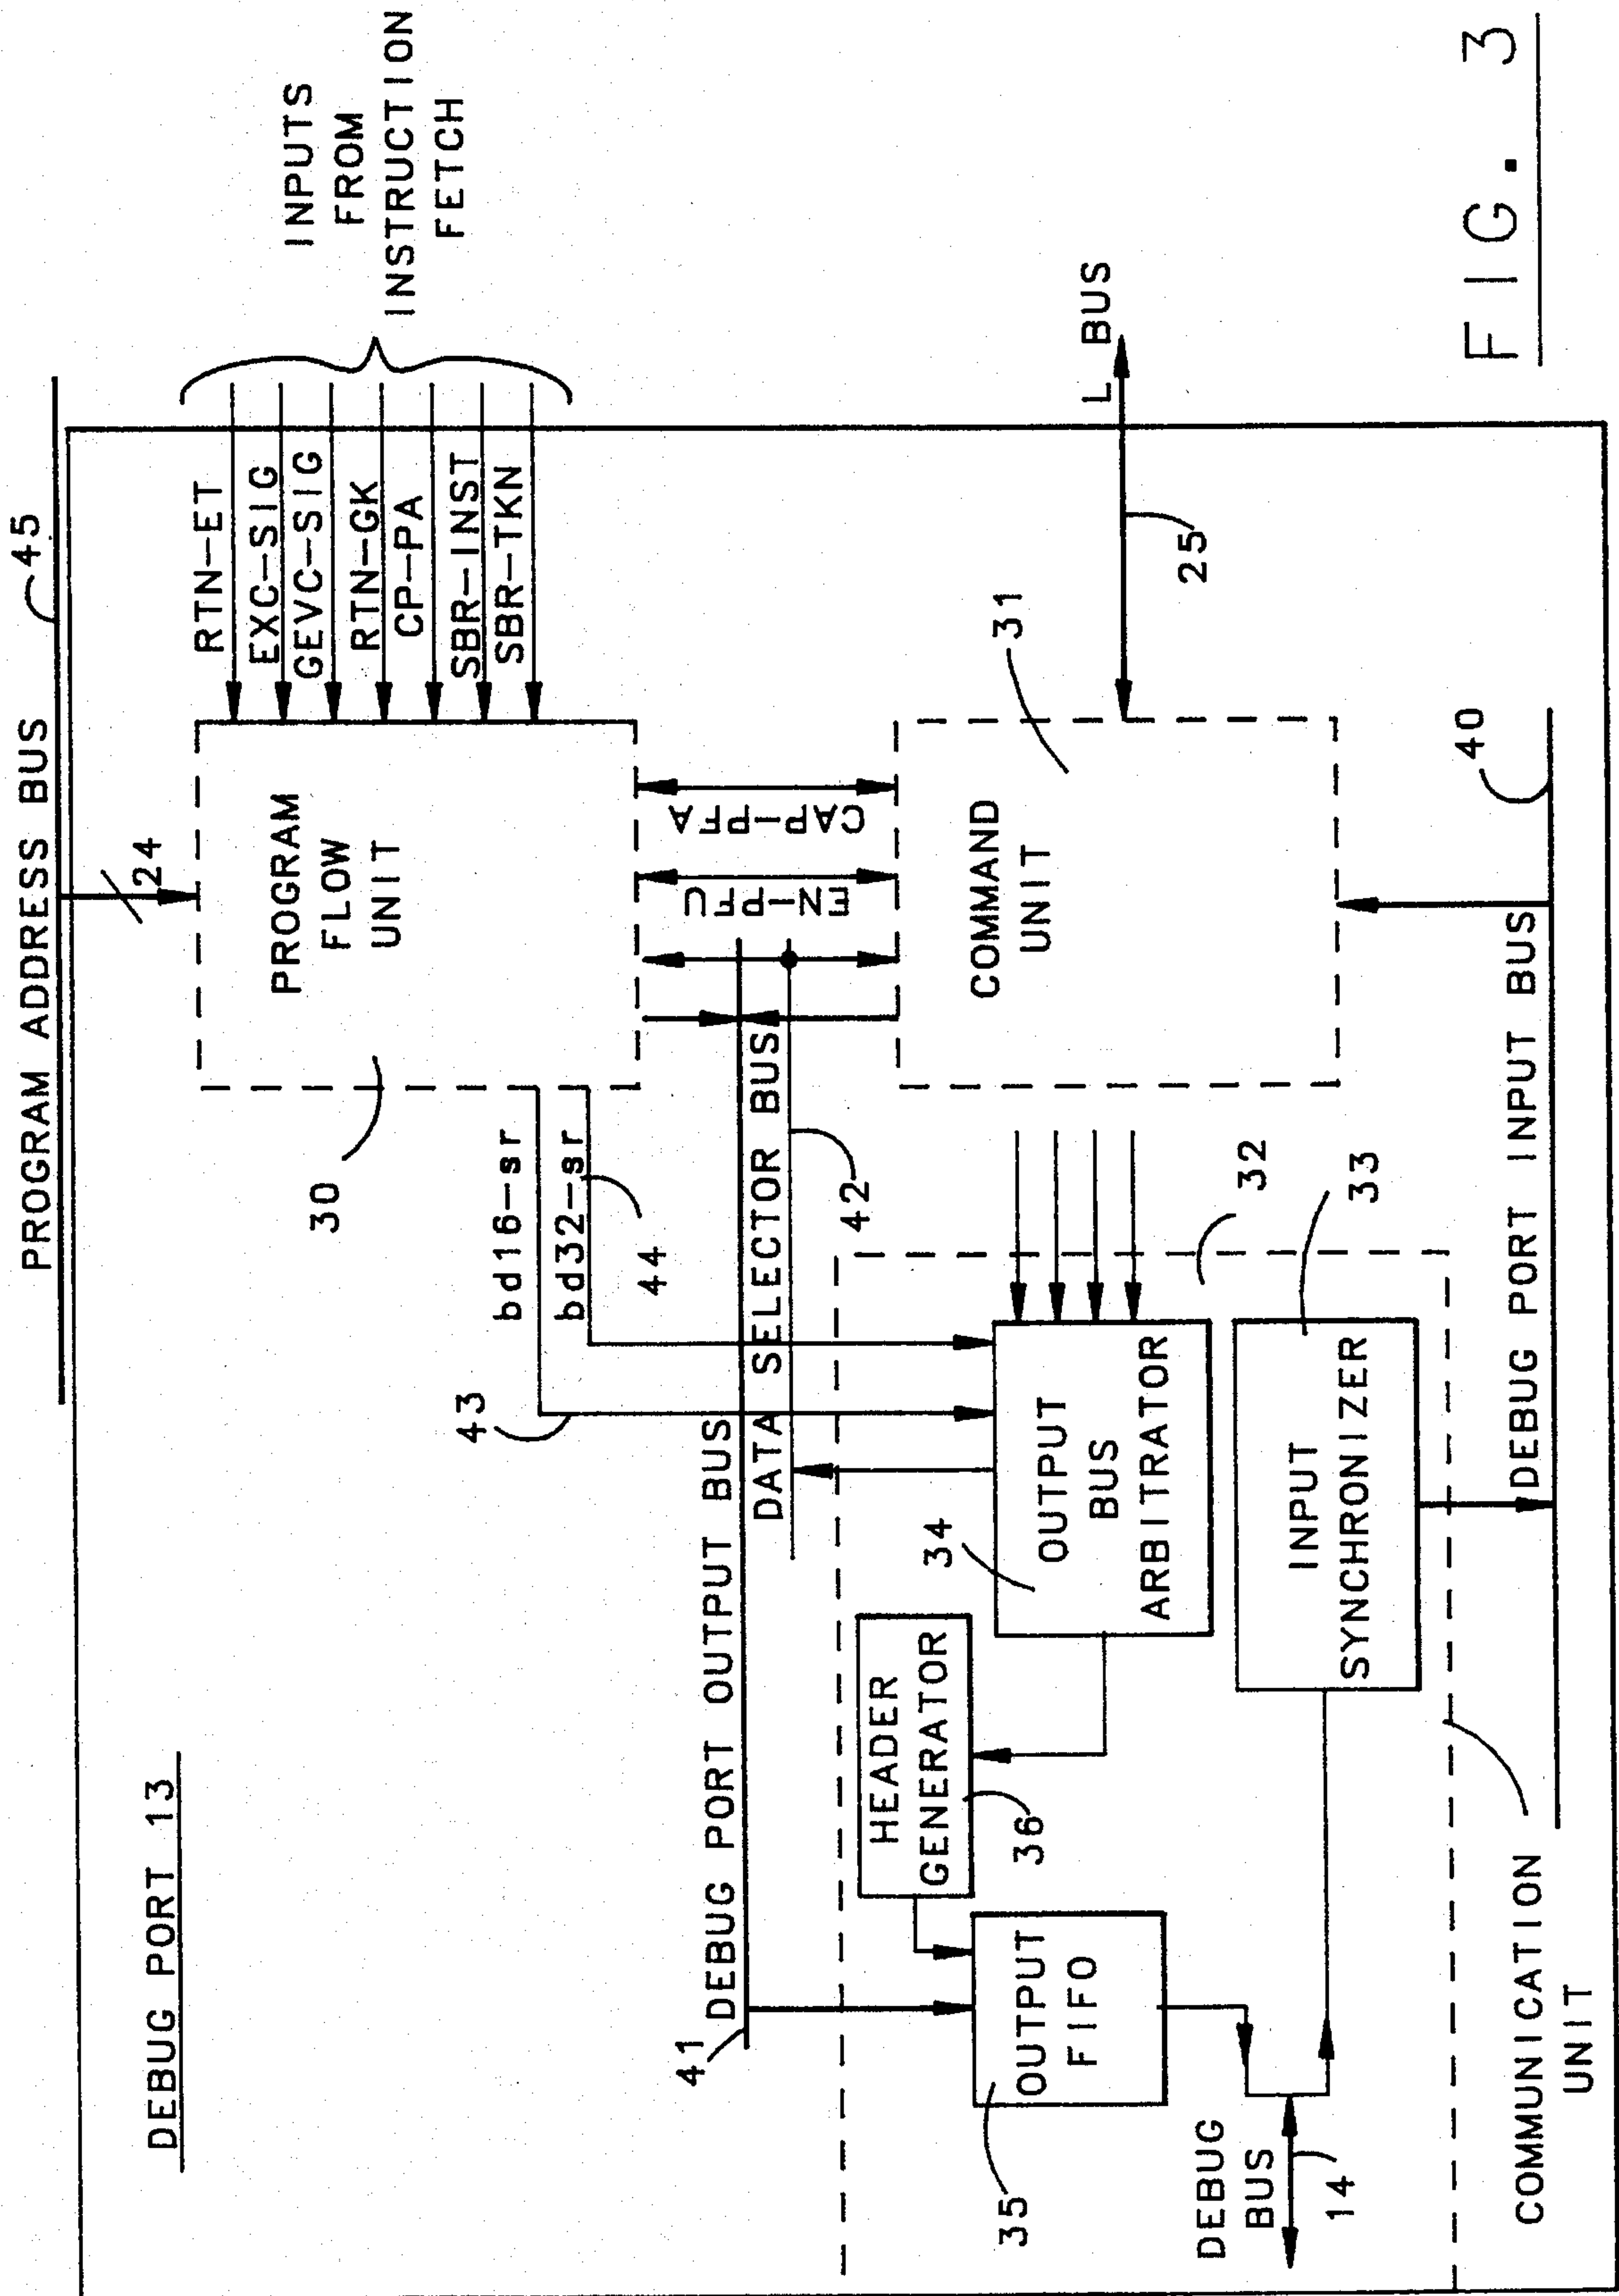 PROGRAM ADDRESS BUS
45
24
DEBUG PORT 13
RTN-ET
EXC-SIG
GEVC-SIG
RTN-GK
CP-PA
SBR-INST
SBR-TKN
INPUTS
FROM
INSTRUCTION
FETCH
PROGRAM
FLOW
UNIT
30
bd16-sr
bd32-sr
43
44
CAP-PFA
EN-PFU
41
DEBUG PORT OUTPUT BUS
DATA SELECTOR BUS
42
COMMAND
UNIT
31
L BUS
25
HEADER
GENERATOR
36
OUTPUT
BUS
ARBITRATOR
34
32
OUTPUT
FIFO
35
INPUT
SYNCHRONIZER
33
DEBUG
BUS
14
DEBUG PORT INPUT BUS
40
COMMUNICATION
UNIT
FIG. 3